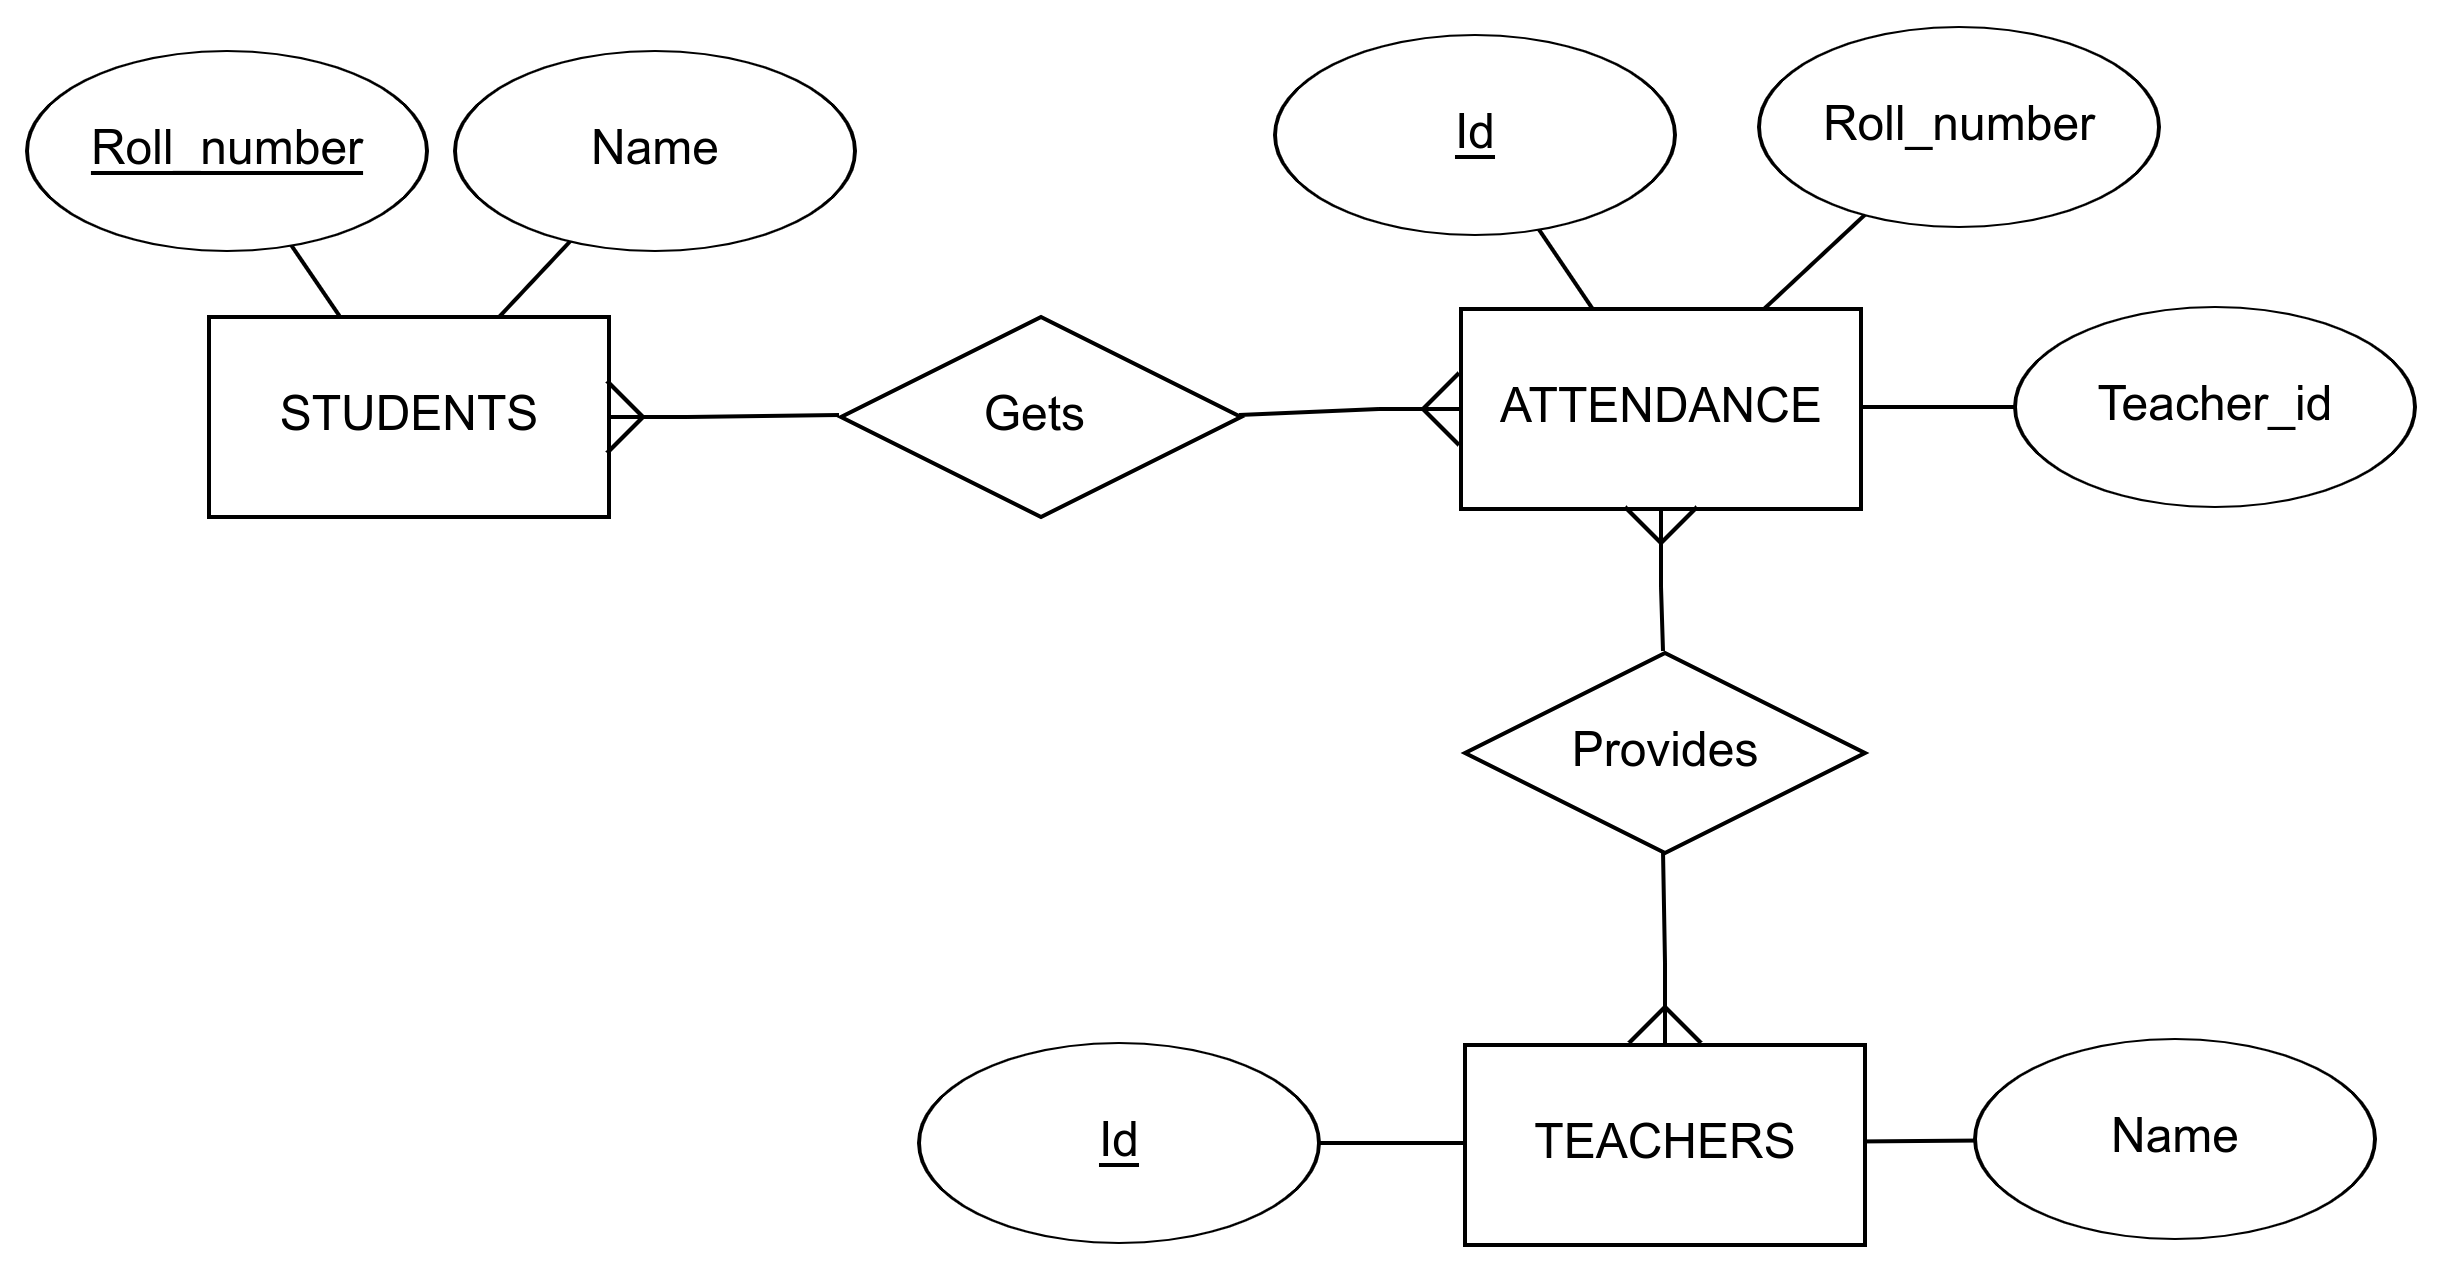 Roll_number
Name
Id
Roll_number
STUDENTS
Gets
ATTENDANCE
Teacher_id
Provides
Id
TEACHERS
Name